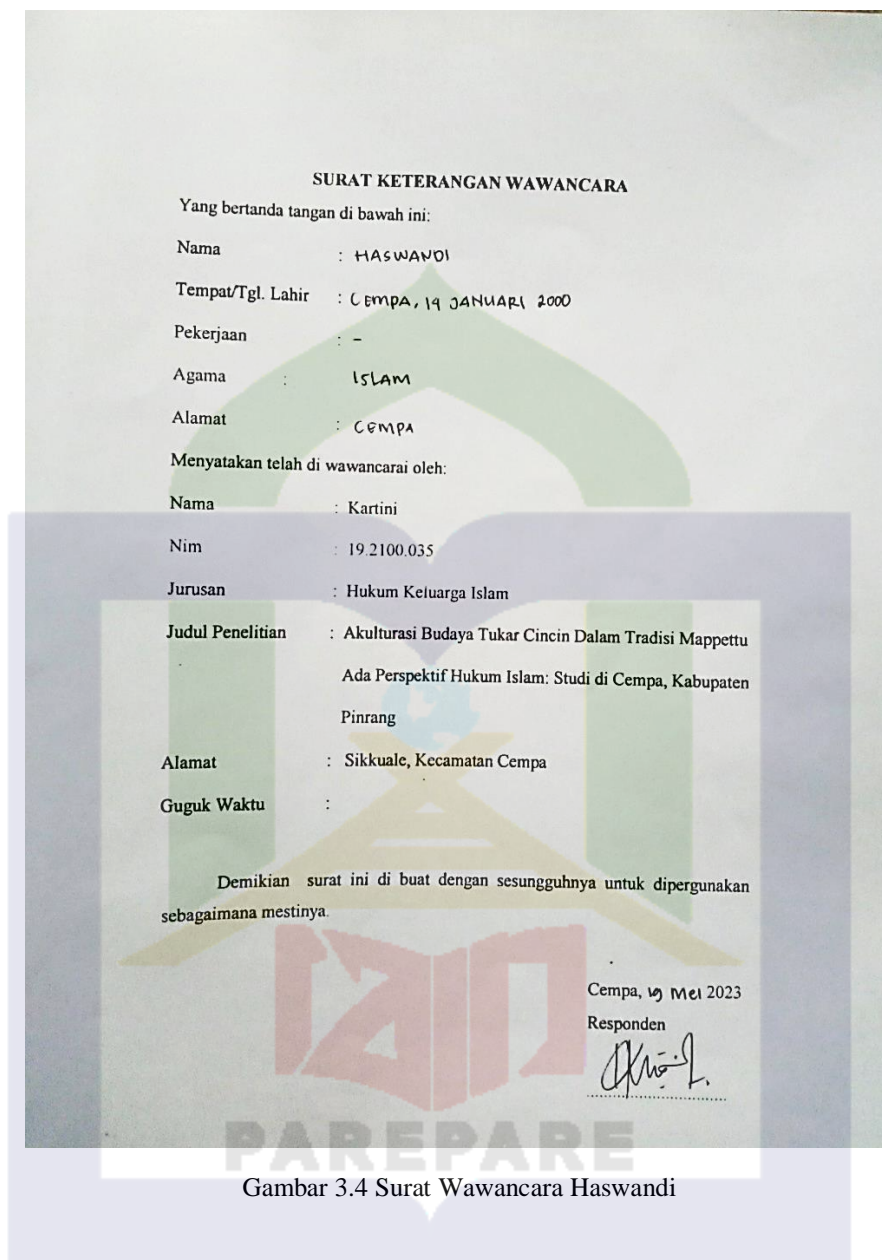 SURAT KETERANGAN WAWANCARA
Yang bertanda tangan di bawah ini:
Nama : HASWANDI
Tempat/Tgl. Lahir : CEMPA, 19 JANUARI 2000
Pekerjaan : -
Agama : ISLAM
Alamat : CEMPA
Menyatakan telah di wawancarai oleh:
Nama : Kartini
Nim : 19.2100.035
Jurusan : Hukum Keluarga Islam
Judul Penelitian : Akulturasi Budaya Tukar Cincin Dalam Tradisi Mappettu
Ada Perspektif Hukum Islam: Studi di Cempa, Kabupaten
Pinrang
Alamat : Sikkuale, Kecamatan Cempa
Guguk Waktu :
Demikian surat ini di buat dengan sesungguhnya untuk dipergunakan
sebagaimana mestinya.
Cempa, 19 Mei 2023
Responden
IAIN
PAREPARE
Gambar 3.4 Surat Wawancara Haswandi